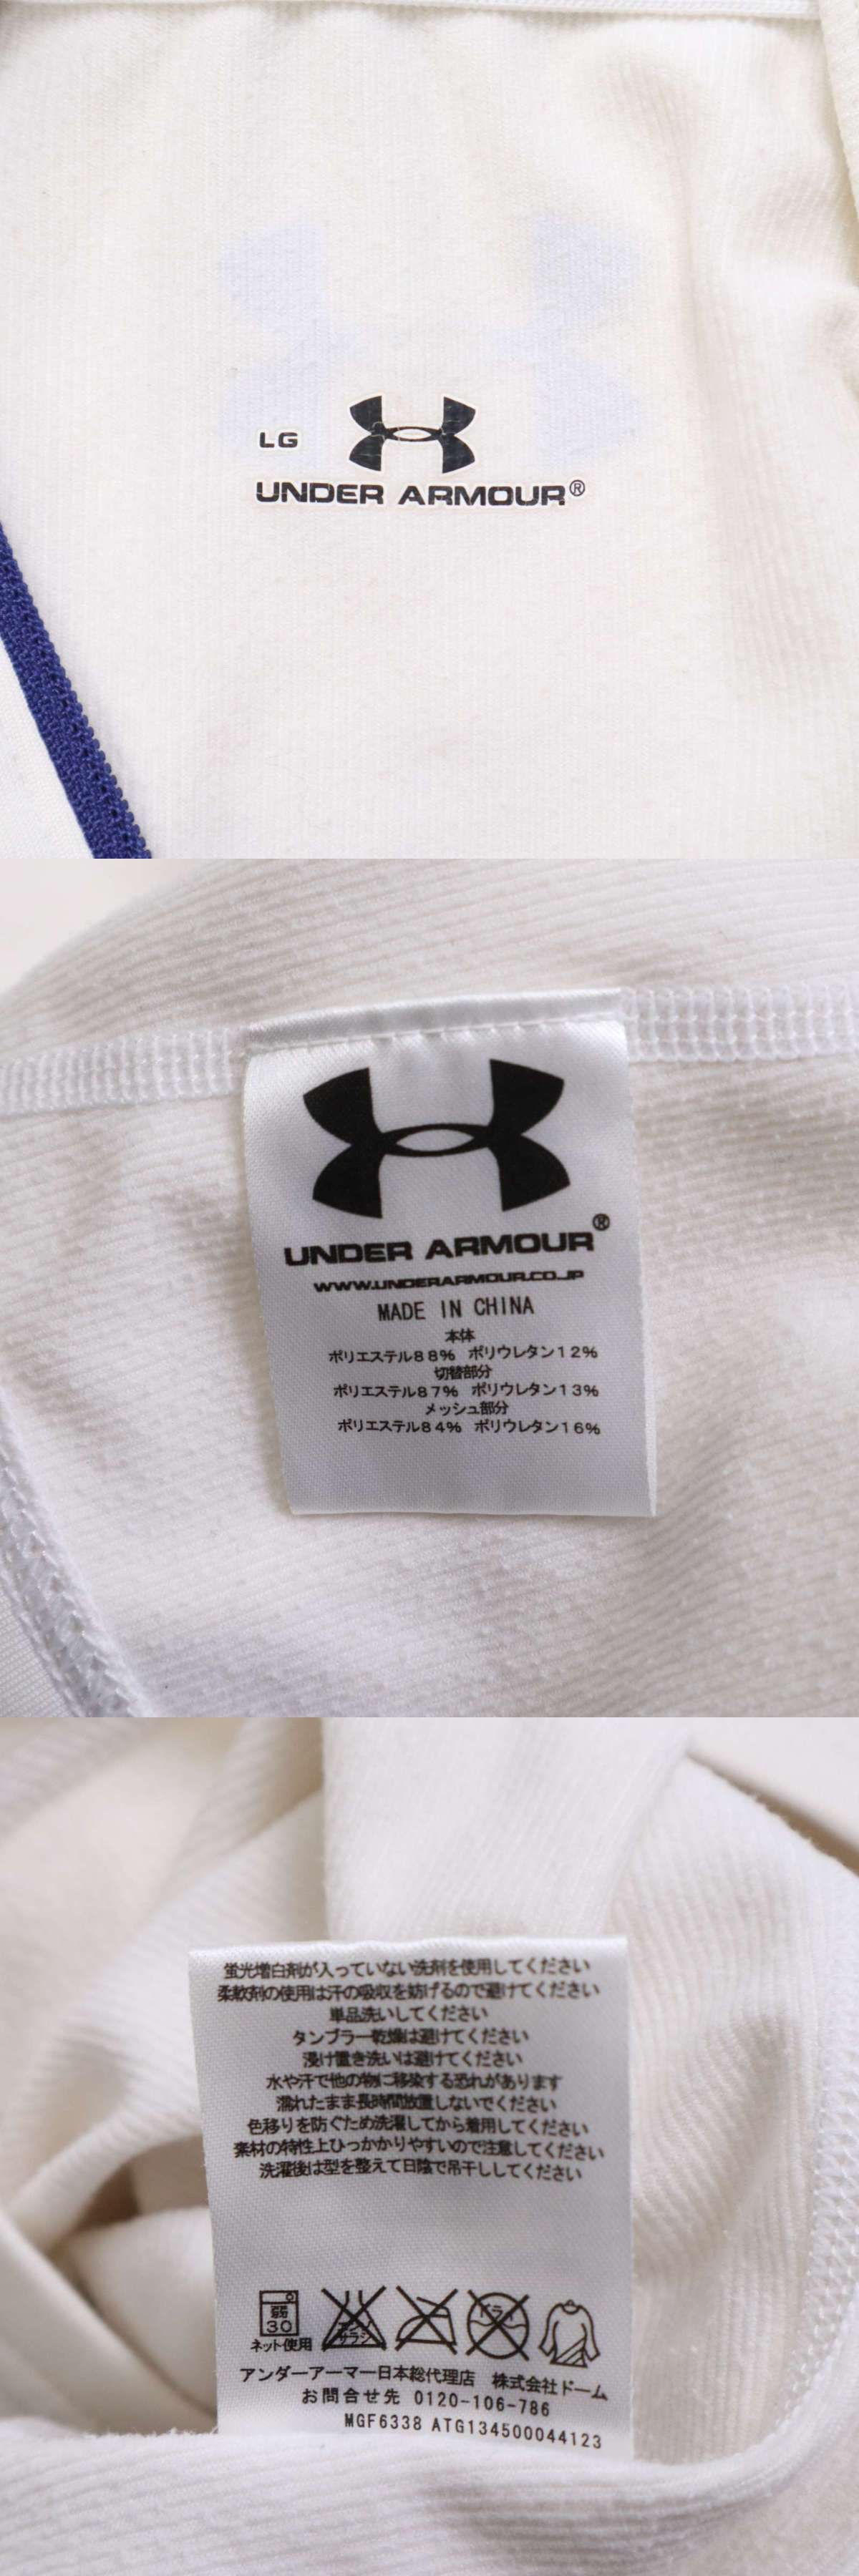 LG
UNDER ARMOUR®
UNDER ARMOUR®
WWW.UNDERARMOUR.CO.JP
MADE IN CHINA
本体
ポリエステル88% ポリウレタン12%
切替部分
ポリエステル87% ポリウレタン13%
メッシュ部分
ポリエステル84% ポリウレタン16%
蛍光増白剤が入っていない洗剤を使用してください
柔軟剤の使用は汗の吸収を妨げるので避けてください
単品洗いしてください
タンブラー乾燥は避けてください
浸け置き洗いは避けてください
水や汗で他の物に移染する恐れがあります
濡れたまま長時間放置しないでください
色移りを防ぐため洗濯してから着用してください
素材の特性上ひっかかりやすいので注意してください
洗濯後は型を整えて日陰で吊干ししてください
弱
30
エンソ
サラシ
ドライ
ネット使用
アンダーアーマー日本総代理店 株式会社ドーム
お問合せ先 0120-106-786
MGF6338 ATG134500044123